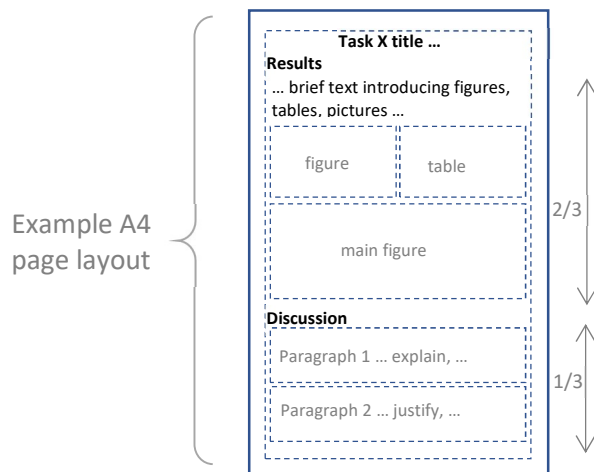 Example A4
page layout
Task X title ...
Results
... brief text introducing figures,
tables, pictures ...
figure
table
main figure
Discussion
Paragraph 1 ... explain, ...
Paragraph 2 ... justify, ...
2/3
1/3